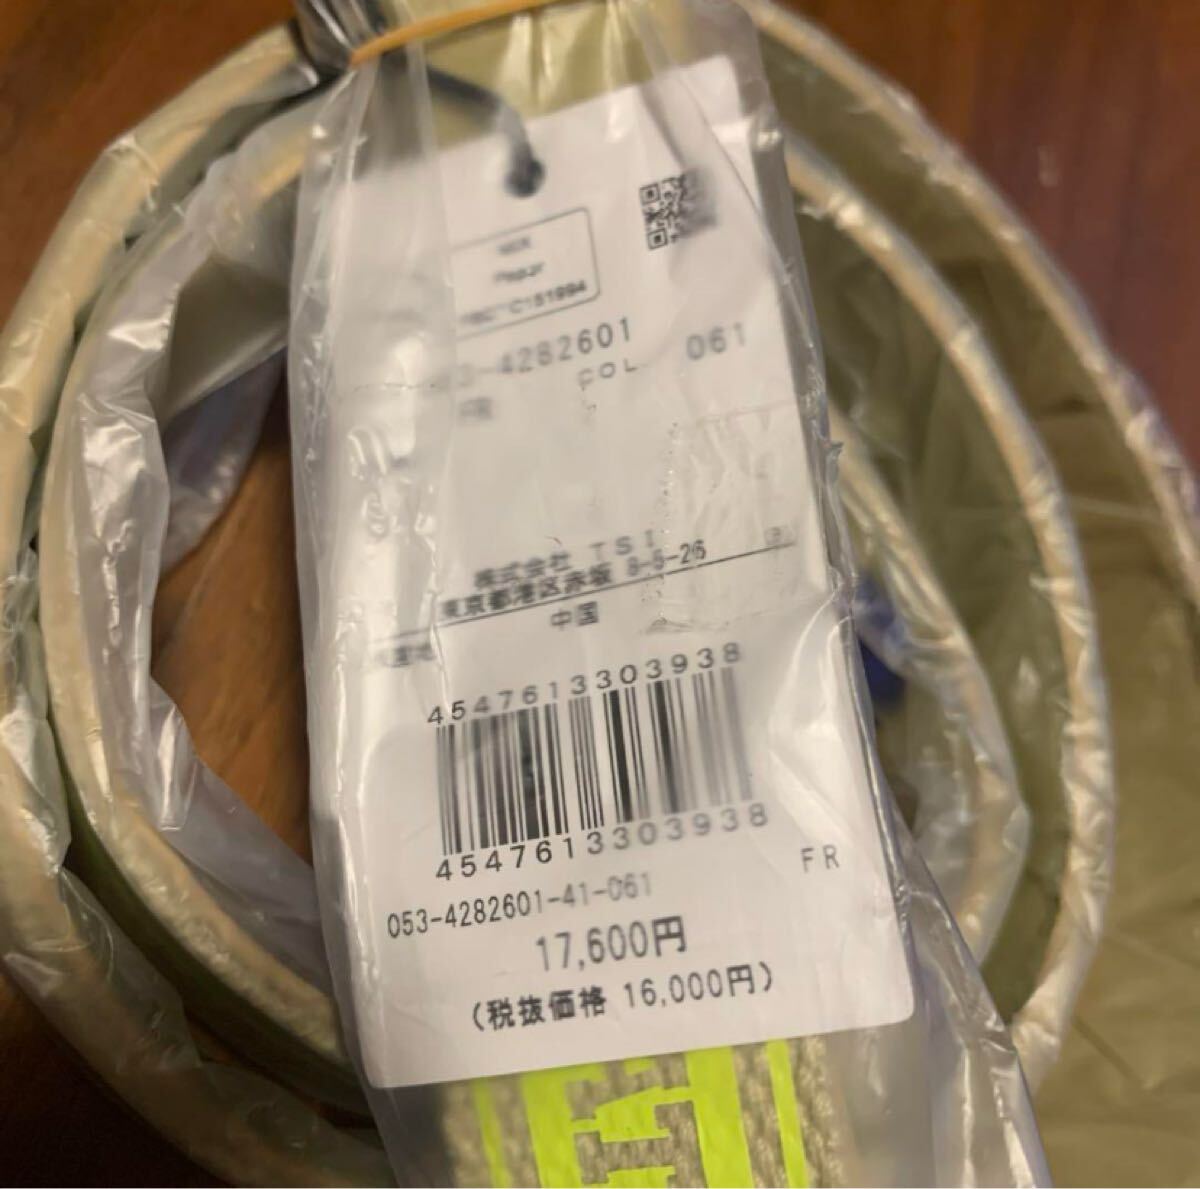 -4282601
COL 061
FR
株式会社 TSI
東京都港区赤坂 8-5-26
中国
4547613303938
4547613303938
053-4282601-41-061
FR
17,600円
(税抜価格 16,000円)